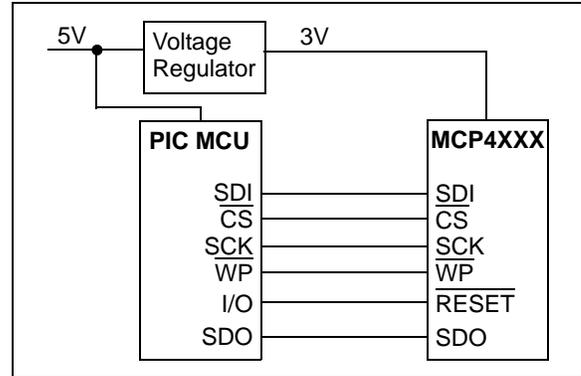 5V
Voltage
Regulator
3V
PIC MCU
MCP4XXX
SDI
SDI
CS
CS
SCK
SCK
WP
WP
I/O
RESET
SDO
SDO